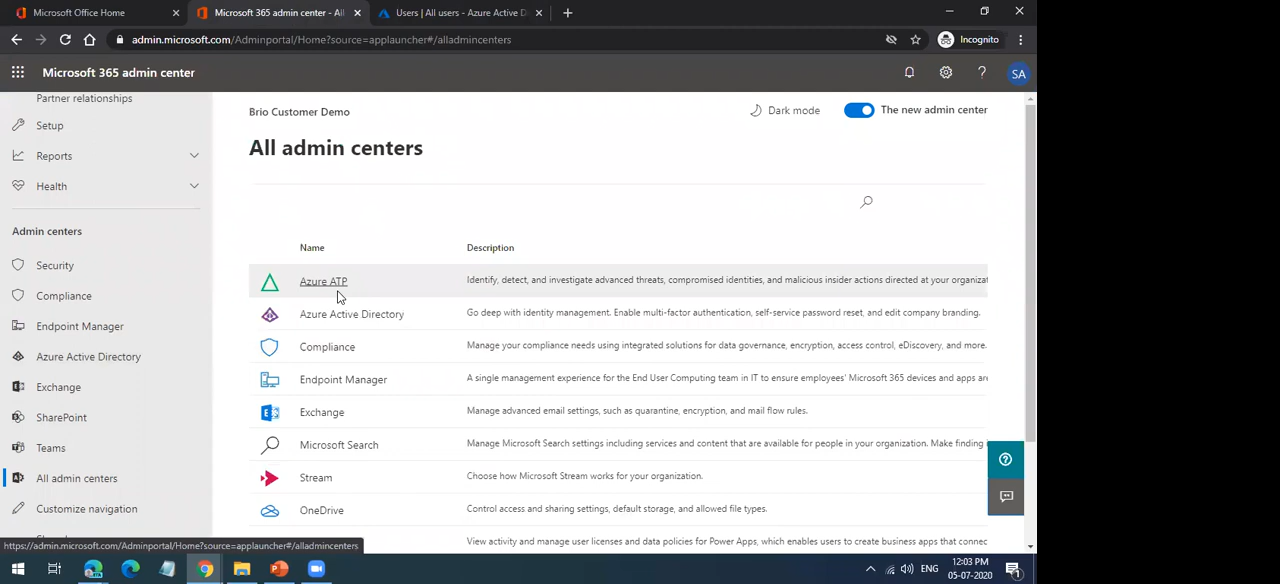 Microsoft Office Home
Microsoft 365 admin center - All
Users | All users - Azure Active D
admin.microsoft.com/Adminportal/Home?source=applauncher#/alladmincenters
Incognito
Microsoft 365 admin center
SA
Partner relationships
Setup
Reports
Health
Admin centers
Security
Compliance
Endpoint Manager
Azure Active Directory
Exchange
SharePoint
Teams
All admin centers
Customize navigation
Brio Customer Demo
Dark mode
The new admin center
All admin centers
Name Description
Azure ATP Identify, detect, and investigate advanced threats, compromised identities, and malicious insider actions directed at your organizat
Azure Active Directory Go deep with identity management. Enable multi-factor authentication, self-service password reset, and edit company branding.
Compliance Manage your compliance needs using integrated solutions for data governance, encryption, access control, eDiscovery, and more.
Endpoint Manager A single management experience for the End User Computing team in IT to ensure employees' Microsoft 365 devices and apps are
Exchange Manage advanced email settings, such as quarantine, encryption, and mail flow rules.
Microsoft Search Manage Microsoft Search settings including services and content that are available for people in your organization. Make finding i
Stream Choose how Microsoft Stream works for your organization.
OneDrive Control access and sharing settings, default storage, and allowed file types.
View activity and manage user licenses and data policies for Power Apps, which enables users to create business apps that connec
https://admin.microsoft.com/Adminportal/Home?source=applauncher#/alladmincenters
ENG
12:03 PM
05-07-2020
1